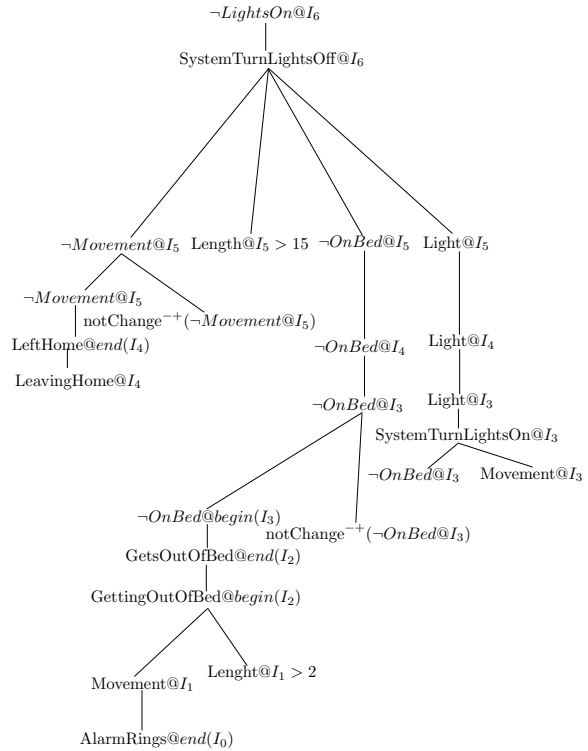 ¬LightsOn@I₆
SystemTurnLightsOff@I₆
¬Movement@I₅ Length@I₅ > 15 ¬OnBed@I₅ Light@I₅
¬Movement@I₅
notChange⁻⁺(¬Movement@I₅)
LeftHome@end(I₄)
LeavingHome@I₄
¬OnBed@I₄
Light@I₄
¬OnBed@I₃
Light@I₃
SystemTurnLightsOn@I₃
¬OnBed@I₃ Movement@I₃
¬OnBed@begin(I₃)
notChange⁻⁺(¬OnBed@I₃)
GetsOutOfBed@end(I₂)
GettingOutOfBed@begin(I₂)
Movement@I₁
Lenght@I₁ > 2
AlarmRings@end(I₀)